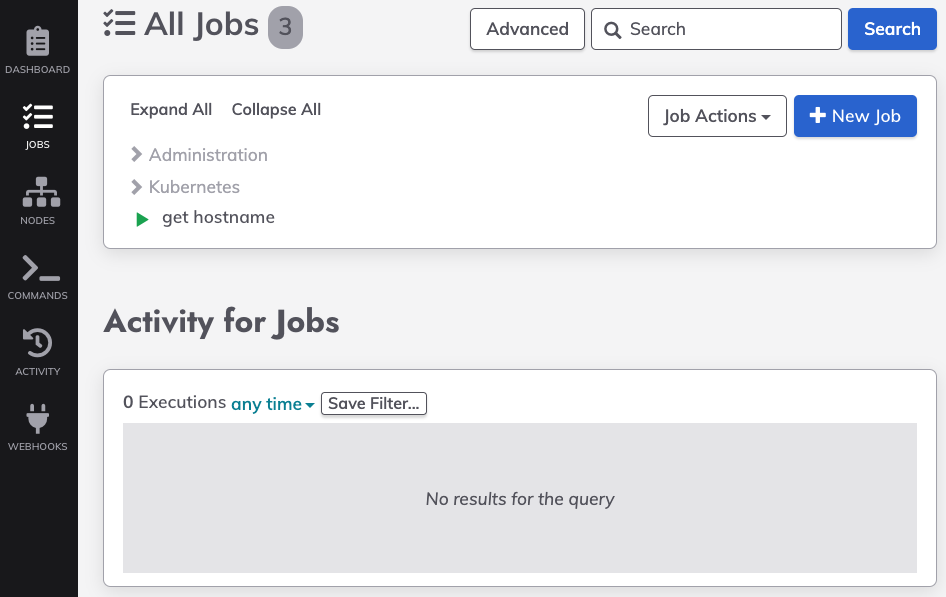 DASHBOARD
JOBS
NODES
COMMANDS
ACTIVITY
WEBHOOKS
All Jobs 3
Advanced
Search
Search
Expand All Collapse All
Job Actions
New Job
Administration
Kubernetes
get hostname
Activity for Jobs
0 Executions any time Save Filter...
No results for the query